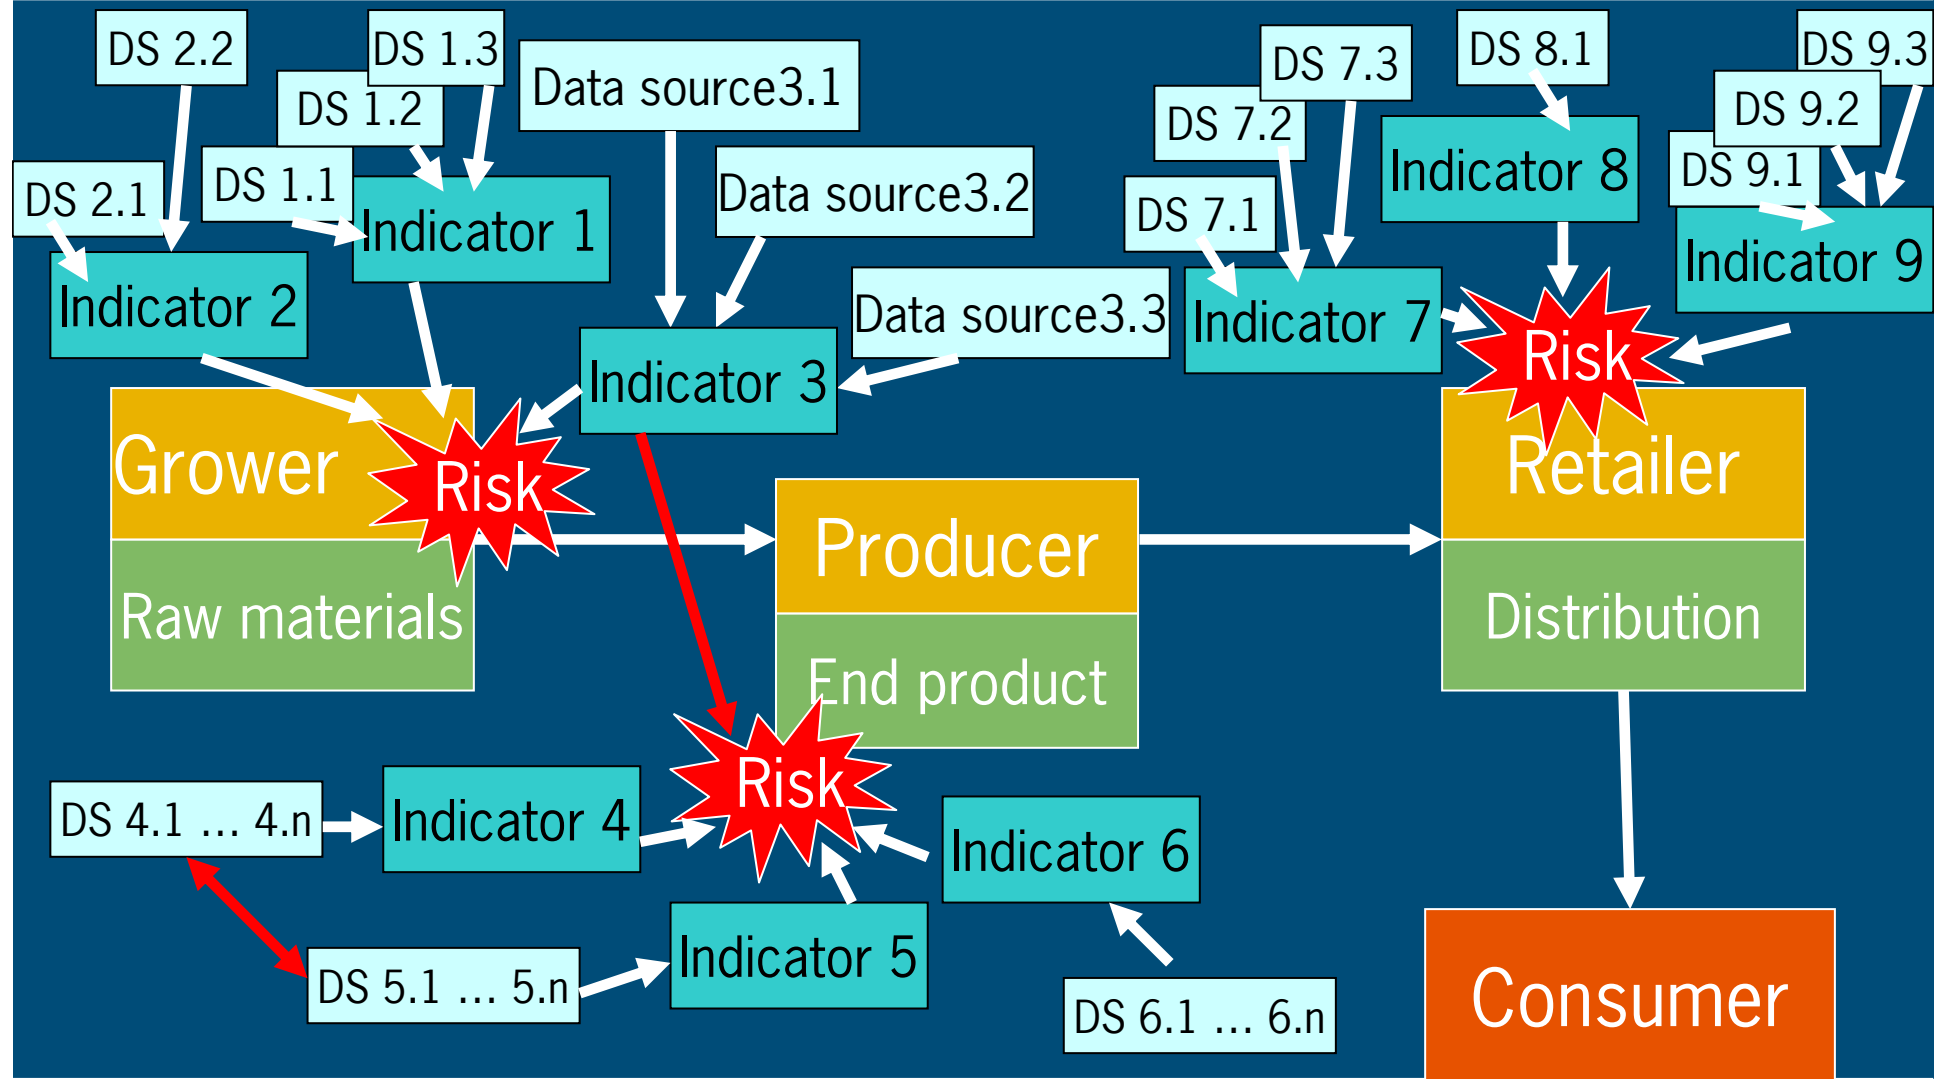 DS 2.2
DS 1.3
DS 1.2
Data source3.1
DS 7.3
DS 8.1
DS 9.3
DS 9.2
DS 7.2
DS 9.1
DS 2.1
DS 1.1
Data source3.2
DS 7.1
Indicator 8
Indicator 1
Indicator 9
Indicator 2
Data source3.3
Indicator 7
Indicator 3
Risk
Grower
Risk
Retailer
Producer
Raw materials
Distribution
End product
Risk
DS 4.1 ... 4.n
Indicator 4
Indicator 6
Indicator 5
DS 5.1 ... 5.n
DS 6.1 ... 6.n
Consumer